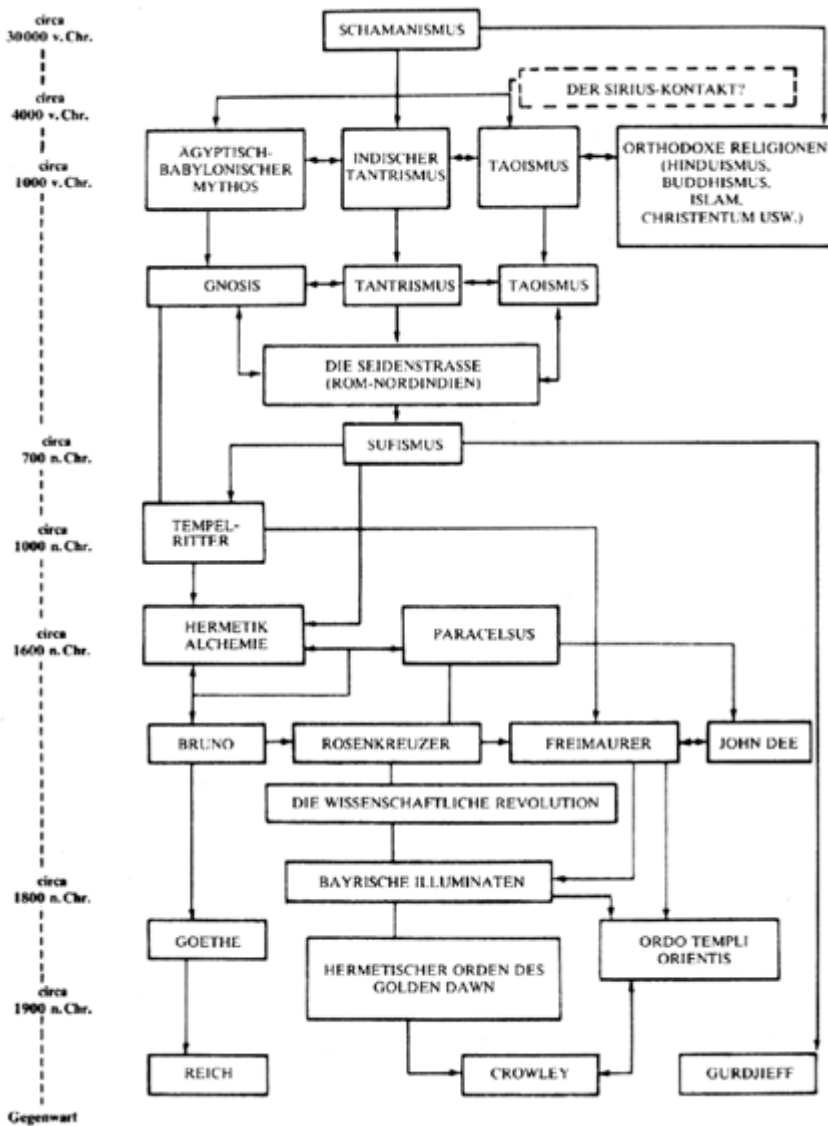 circa
30000 v. Chr.
SCHAMANISMUS
DER SIRIUS-KONTAKT?
circa
4000 v. Chr.
ÄGYPTISCH-
BABYLONISCHER
MYTHOS
INDISCHER
TANTRISMUS
TAOISMUS
ORTHODOXE RELIGIONEN
(HINDUISMUS,
BUDDHISMUS,
ISLAM,
CHRISTENTUM USW.)
circa
1000 v. Chr.
GNOSIS
TANTRISMUS
TAOISMUS
DIE SEIDENSTRASSE
(ROM-NORDINDIEN)
circa
700 n. Chr.
SUFISMUS
TEMPEL-
RITTER
circa
1000 n. Chr.
HERMETIK
ALCHEMIE
PARACELSUS
circa
1600 n. Chr.
BRUNO
ROSENKREUZER
FREIMAURER
JOHN DEE
DIE WISSENSCHAFTLICHE REVOLUTION
BAYRISCHE ILLUMINATEN
circa
1800 n. Chr.
GOETHE
ORDO TEMPLI
ORIENTIS
HERMETISCHER ORDEN DES
GOLDEN DAWN
circa
1900 n. Chr.
REICH
CROWLEY
GURDJIEFF
Gegenwart